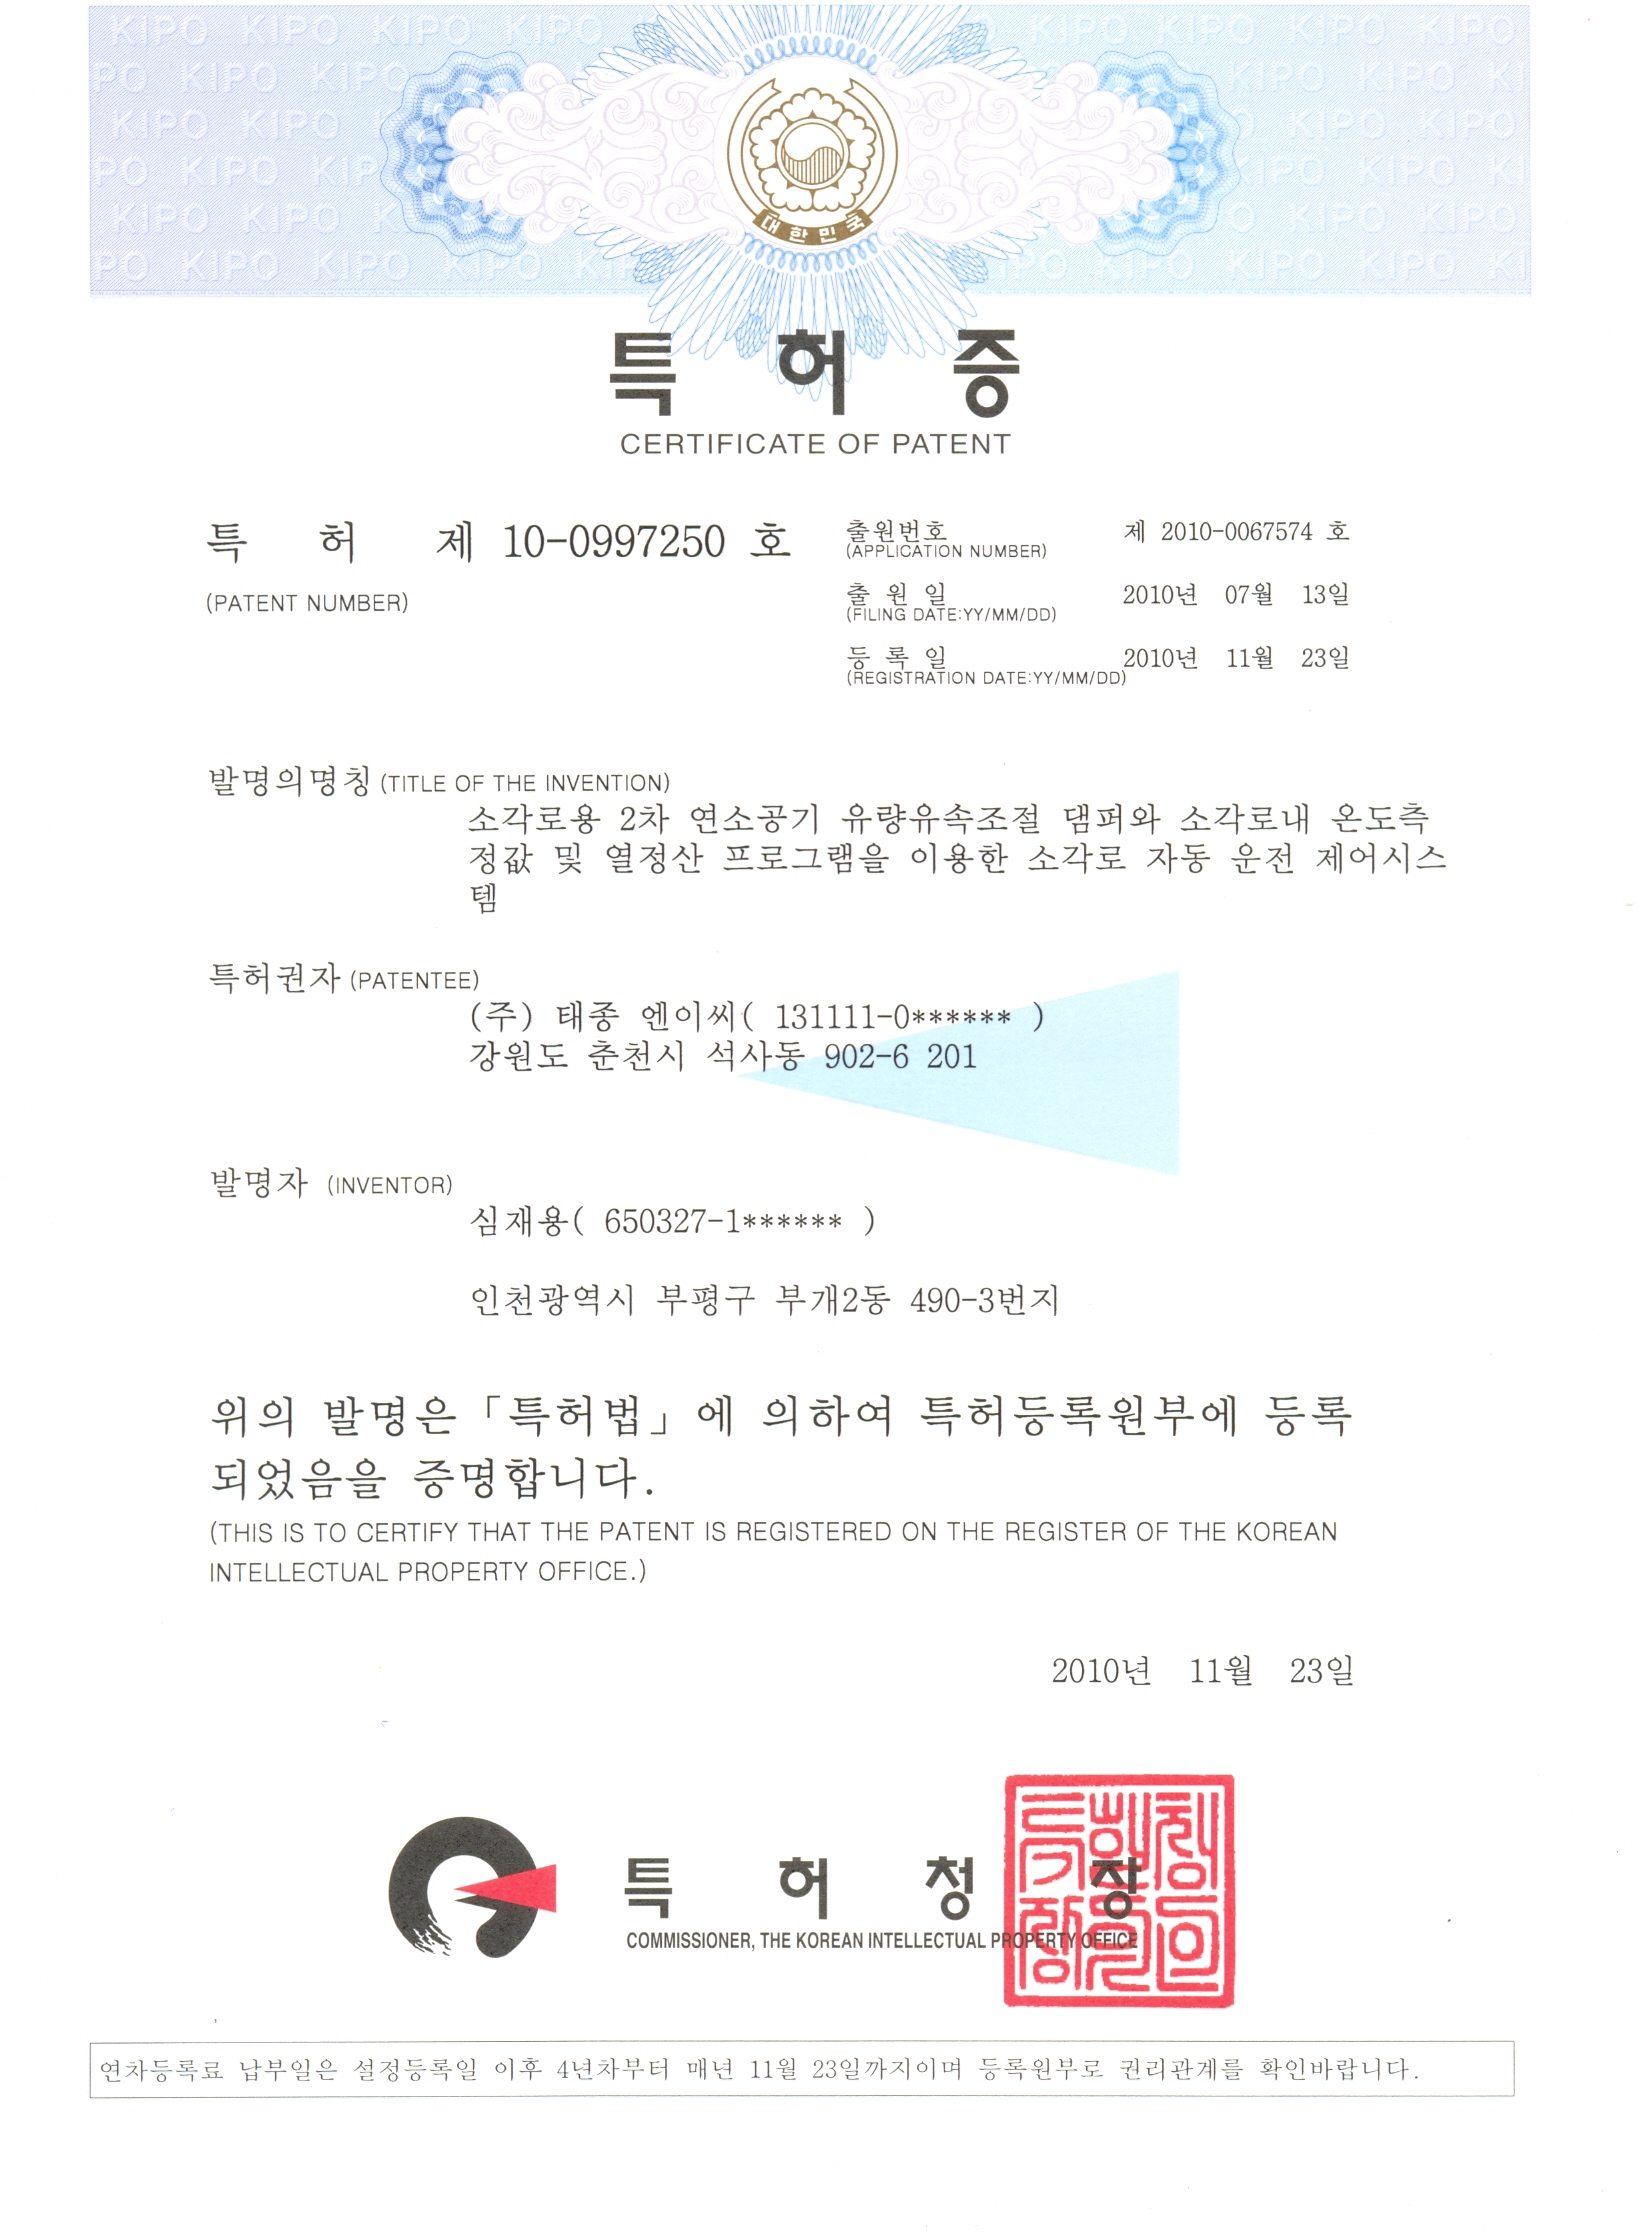 대한민국
특 허 증
CERTIFICATE OF PATENT
특 허 제 10-0997250 호
(PATENT NUMBER)
출원번호 제 2010-0067574 호
(APPLICATION NUMBER)
출 원 일 2010년 07월 13일
(FILING DATE:YY/MM/DD)
등 록 일 2010년 11월 23일
(REGISTRATION DATE:YY/MM/DD)
발명의명칭 (TITLE OF THE INVENTION)
소각로용 2차 연소공기 유량유속조절 댐퍼와 소각로내 온도측
정값 및 열정산 프로그램을 이용한 소각로 자동 운전 제어시스
템
특허권자 (PATENTEE)
(주) 태종 엔이씨( 131111-0****** )
강원도 춘천시 석사동 902-6 201
발명자 (INVENTOR)
심재용( 650327-1****** )
인천광역시 부평구 부개2동 490-3번지
위의 발명은「특허법」에 의하여 특허등록원부에 등록
되었음을 증명합니다.
(THIS IS TO CERTIFY THAT THE PATENT IS REGISTERED ON THE REGISTER OF THE KOREAN
INTELLECTUAL PROPERTY OFFICE.)
2010년 11월 23일
특 허 청 장
COMMISSIONER, THE KOREAN INTELLECTUAL PROPERTY OFFICE
연차등록료 납부일은 설정등록일 이후 4년차부터 매년 11월 23일까지이며 등록원부로 권리관계를 확인바랍니다.